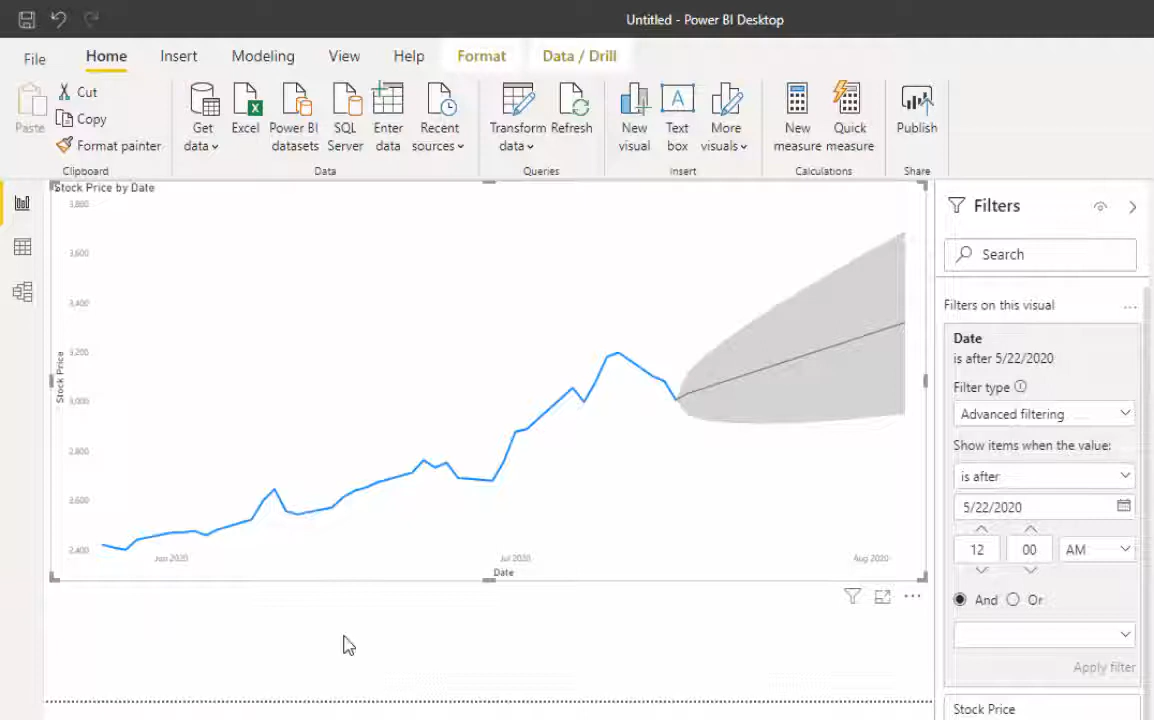 Untitled - Power BI Desktop
File Home Insert Modeling View Help Format Data / Drill
Paste
Cut
Copy
Format painter
Get data
Excel
Power BI datasets
SQL Server
Enter data
Recent sources
Transform data
Refresh
New visual
A
Text box
More visuals
New measure
Quick measure
Publish
Clipboard Data Queries Insert Calculations Share
Stock Price by Date
3,800
3,600
3,400
3,200
3,000
2,800
2,600
2,400
Stock Price
Jun 2020 Jul 2020 Aug 2020
Date
Filters
Search
Filters on this visual ...
Date
is after 5/22/2020
Filter type
Advanced filtering
Show items when the value:
is after
5/22/2020
12 00 AM
And Or
Apply filter
Stock Price